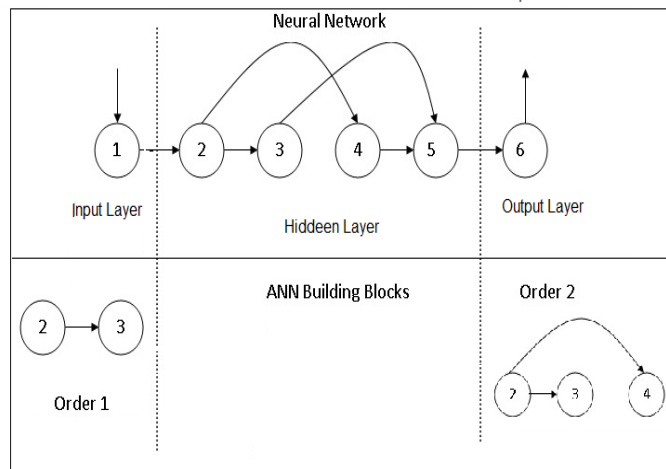 Neural Network
1 2 3 4 5 6
Input Layer
Hiddeen Layer
Output Layer
ANN Building Blocks
Order 2
2 3
2 3 4
Order 1